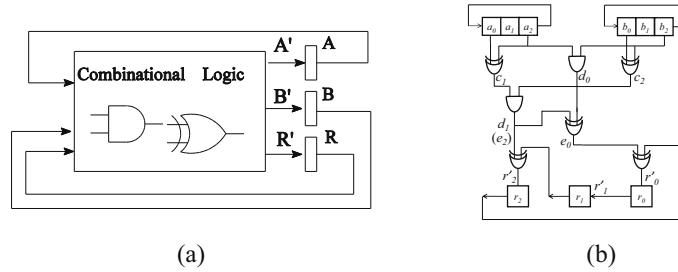 A' A
Combinational Logic
B' B
R' R
(a)
a₀ a₁ a₂ b₀ b₁ b₂
c₁ d₀ c₂
d₁
(e₂) e₀
r'₂ r'₁ r'₀
r₂ r₁ r₀
(b)